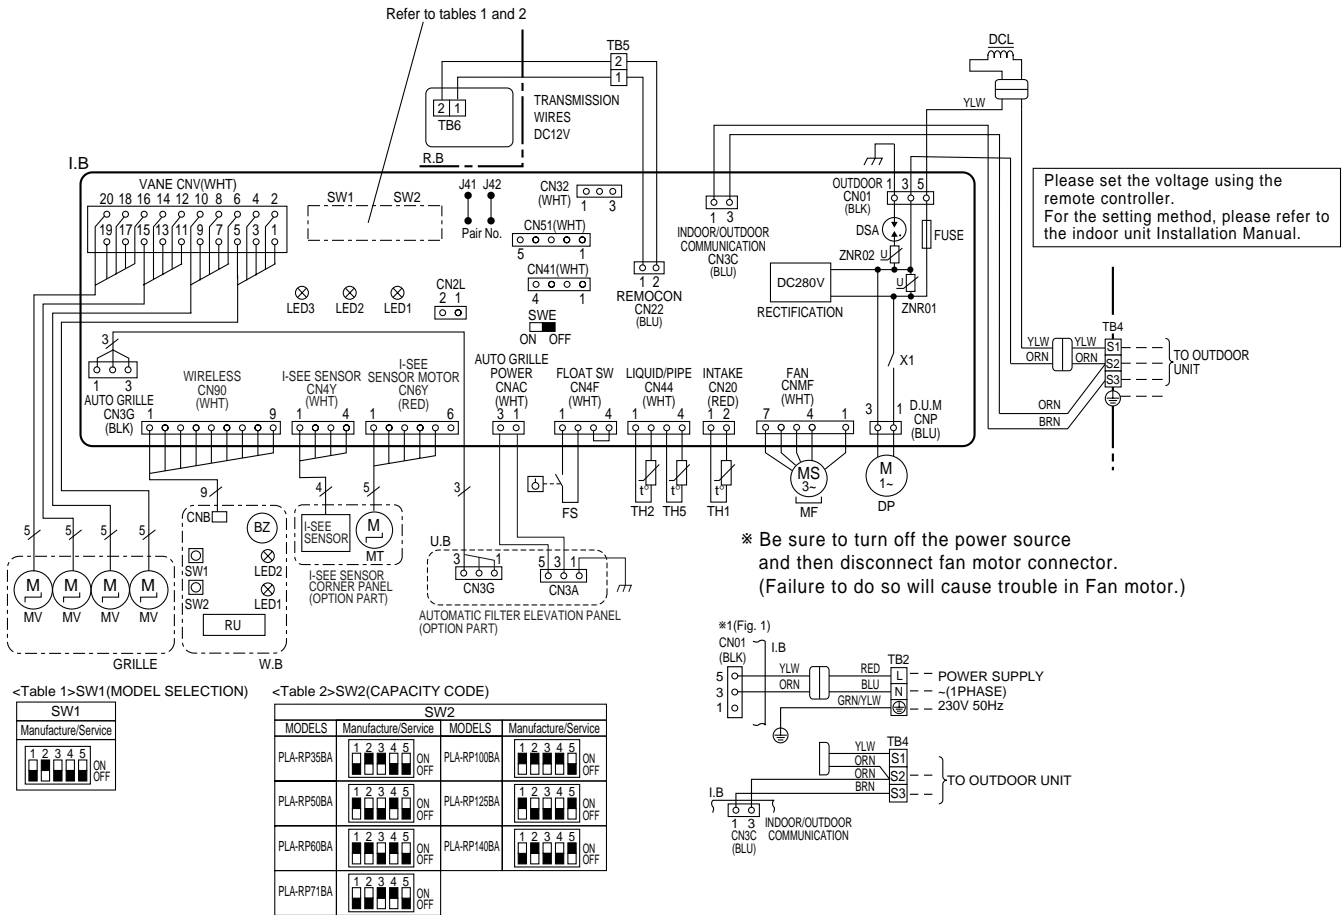 Refer to tables 1 and 2
DCL
TB5
2
1
YLW
2 1
TB6
TRANSMISSION
WIRES
DC12V
R.B
I.B
VANE CNV(WHT)
20 18 16 14 12 10 8 6 4 2
19 17 15 13 11 9 7 5 3 1
SW1 SW2
J41 J42
Pair No.
CN32
(WHT)
1 3
CN51(WHT)
5 1
CN41(WHT)
4 1
SWE
ON OFF
1 2
REMOCON
CN22
(BLU)
1 3
INDOOR/OUTDOOR
COMMUNICATION
CN3C
(BLU)
OUTDOOR 1 3 5
CN01
(BLK)
DSA
FUSE
ZNR02 U
U
ZNR01
DC280V
RECTIFICATION
X1
Please set the voltage using the
remote controller.
For the setting method, please refer to
the indoor unit Installation Manual.
LED3 LED2 LED1
CN2L
2 1
TB4
YLW YLW S1
ORN ORN S2
S3
TO OUTDOOR
UNIT
ORN
BRN
3
1 3
AUTO GRILLE
CN3G
(BLK)
WIRELESS
CN90
(WHT)
1 9
I-SEE SENSOR
CN4Y
(WHT)
1 4
I-SEE
SENSOR MOTOR
CN6Y
(RED)
1 6
AUTO GRILLE
POWER
CNAC
(WHT)
3 1
FLOAT SW
CN4F
(WHT)
1 4
LIQUID/PIPE
CN44
(WHT)
1 4
INTAKE
CN20
(RED)
1 2
FAN
CNMF
(WHT)
7 4 1
3 1
D.U.M
CNP
(BLU)
9
4
5
3
t° t° t°
TH2 TH5 TH1
FS
MS
3~
MF
M
1~
DP
5 5 5 5
M M M M
MV MV MV MV
GRILLE
CNB
BZ
SW1
LED2
SW2
LED1
RU
W.B
I-SEE
SENSOR
M
MT
I-SEE SENSOR
CORNER PANEL
(OPTION PART)
U.B
3 1
CN3G
5 3 1
CN3A
AUTOMATIC FILTER ELEVATION PANEL
(OPTION PART)
※ Be sure to turn off the power source
and then disconnect fan motor connector.
(Failure to do so will cause trouble in Fan motor.)
※1(Fig. 1)
CN01
(BLK)
I.B
5
3
1
YLW RED
ORN BLU
GRN/YLW
TB2
L
N
POWER SUPPLY
~(1PHASE)
230V 50Hz
TB4
YLW S1
ORN
ORN S2
BRN S3
TO OUTDOOR UNIT
I.B
1 3
CN3C
(BLU)
INDOOR/OUTDOOR
COMMUNICATION
<Table 1>SW1(MODEL SELECTION)
SW1
Manufacture/Service
1 2 3 4 5
ON
OFF
<Table 2>SW2(CAPACITY CODE)
SW2
MODELS Manufacture/Service MODELS Manufacture/Service
PLA-RP35BA 1 2 3 4 5 ON OFF PLA-RP100BA 1 2 3 4 5 ON OFF
PLA-RP50BA 1 2 3 4 5 ON OFF PLA-RP125BA 1 2 3 4 5 ON OFF
PLA-RP60BA 1 2 3 4 5 ON OFF PLA-RP140BA 1 2 3 4 5 ON OFF
PLA-RP71BA 1 2 3 4 5 ON OFF